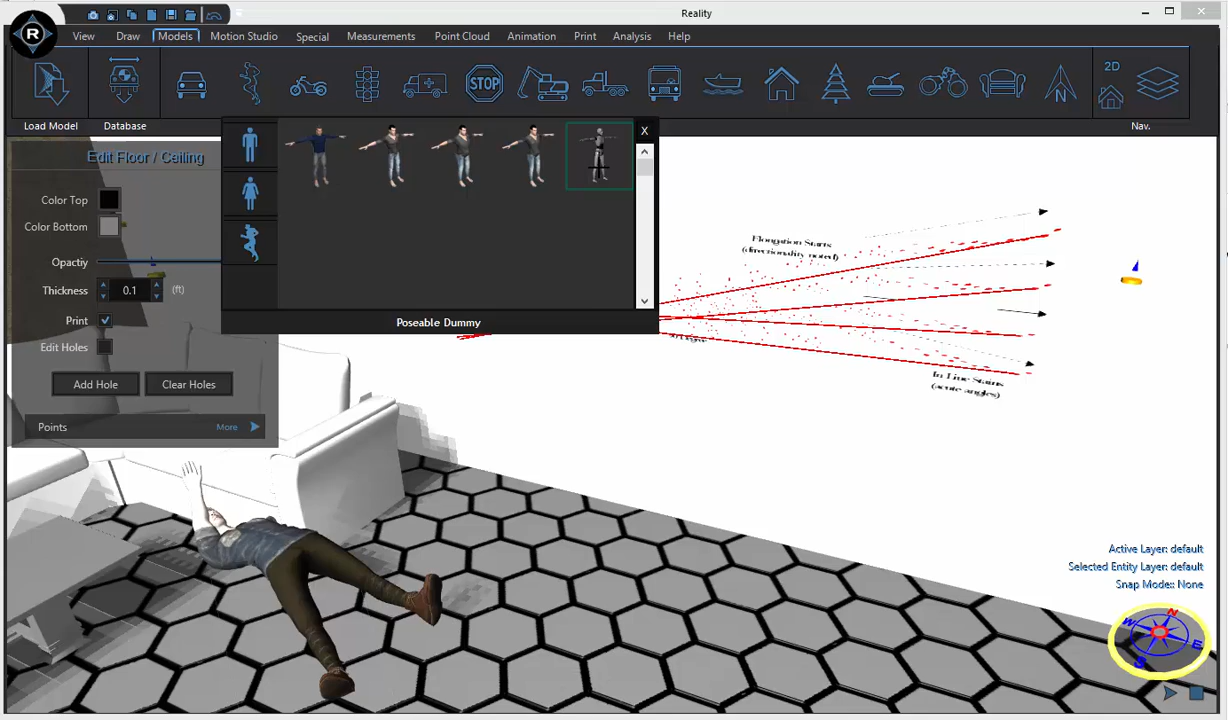 Reality
R
View Draw Models Motion Studio Special Measurements Point Cloud Animation Print Analysis Help
STOP
2D
N
Load Model Database Nav.
X
Edit Floor / Ceiling
Color Top
Color Bottom
Opactiy
Thickness 0.1 (ft)
Print
Edit Holes
Add Hole Clear Holes
Points More
Poseable Dummy
Elongation Starts
(directionality noted)
In Line Stains
(acute angles)
Active Layer: default
Selected Entity Layer: default
Snap Mode:: None
N
W
E
S